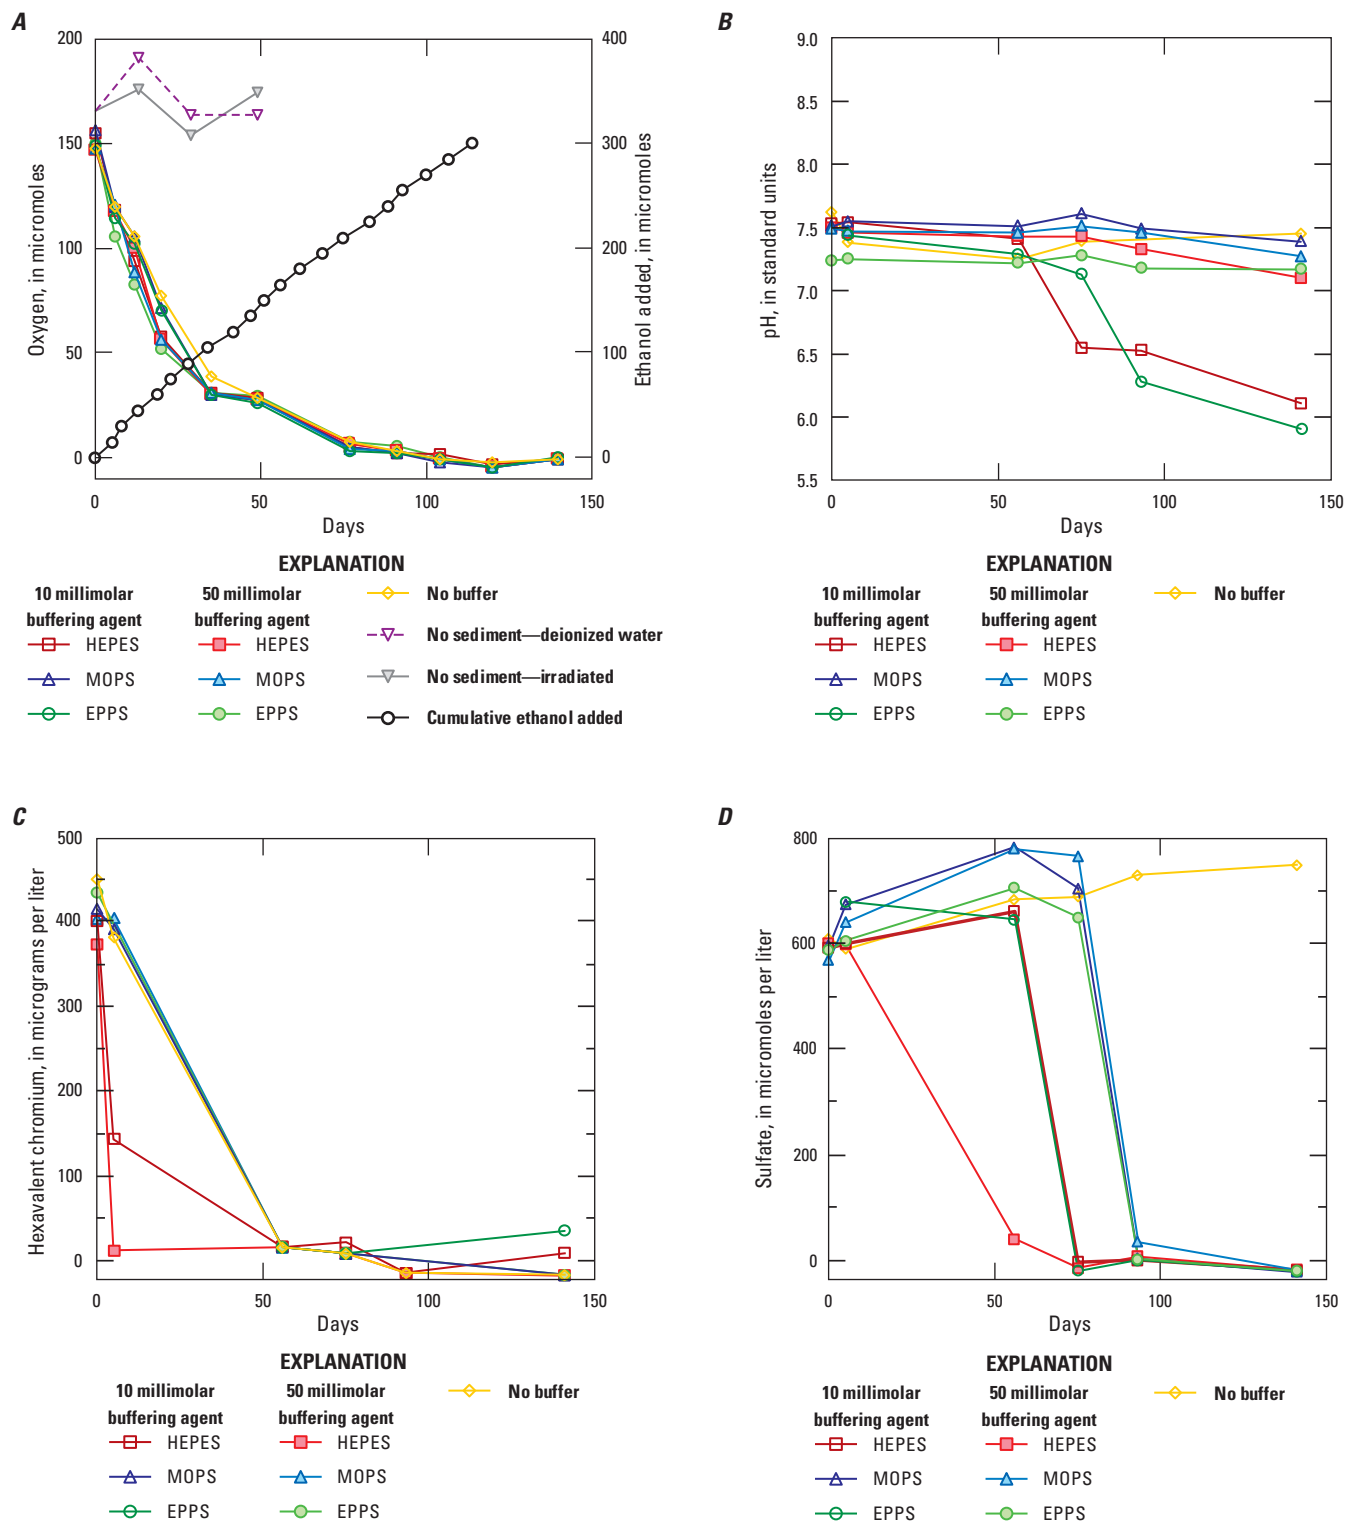 A
200
150
100
50
0
Oxygen, in micromoles
400
300
200
100
0
Ethanol added, in micromoles
0 50 100 150
Days
EXPLANATION
10 millimolar buffering agent
HEPES
MOPS
EPPS
50 millimolar buffering agent
HEPES
MOPS
EPPS
No buffer
No sediment—deionized water
No sediment—irradiated
Cumulative ethanol added
B
9.0
8.5
8.0
7.5
7.0
6.5
6.0
5.5
pH, in standard units
0 50 100 150
Days
EXPLANATION
10 millimolar buffering agent
HEPES
MOPS
EPPS
50 millimolar buffering agent
HEPES
MOPS
EPPS
No buffer
C
500
400
300
200
100
0
Hexavalent chromium, in micrograms per liter
0 50 100 150
Days
EXPLANATION
10 millimolar buffering agent
HEPES
MOPS
EPPS
50 millimolar buffering agent
HEPES
MOPS
EPPS
No buffer
D
800
600
400
200
0
Sulfate, in micromoles per liter
0 50 100 150
Days
EXPLANATION
10 millimolar buffering agent
HEPES
MOPS
EPPS
50 millimolar buffering agent
HEPES
MOPS
EPPS
No buffer